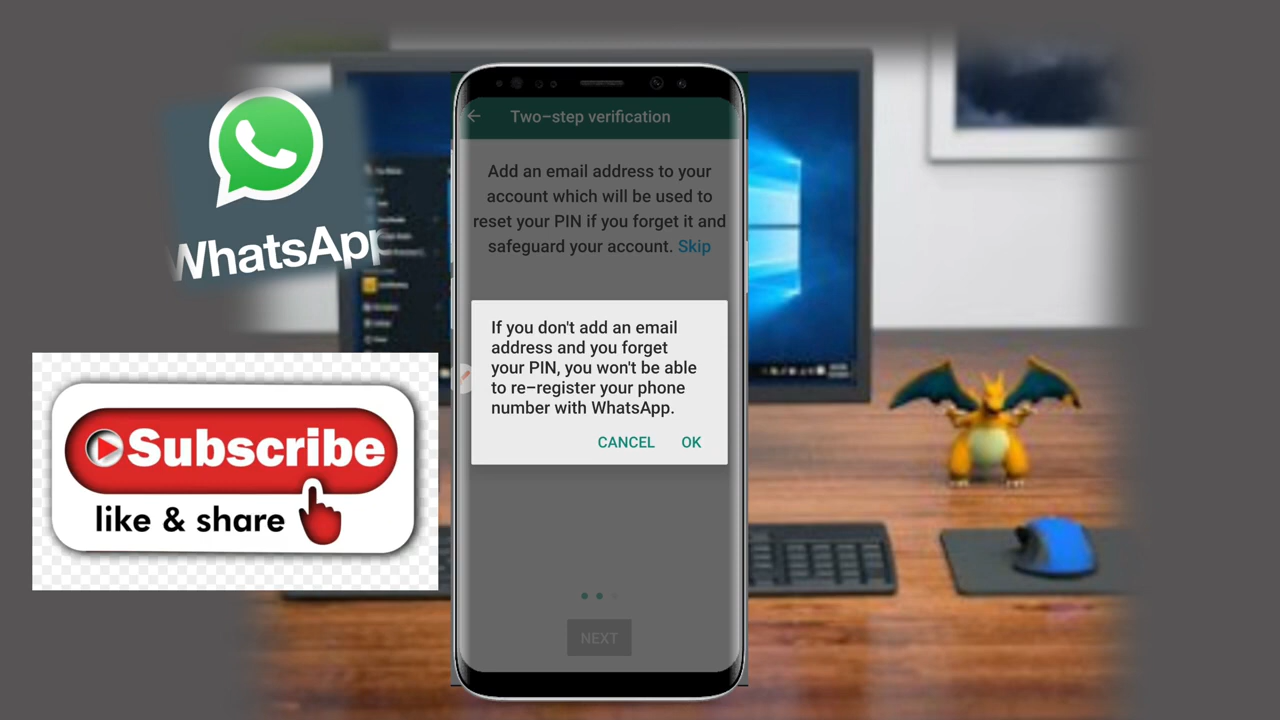 WhatsApp
Subscribe
like & share
Two-step verification
Add an email address to your
account which will be used to
reset your PIN if you forget it and
safeguard your account. Skip
If you don't add an email
address and you forget
your PIN, you won't be able
to re-register your phone
number with WhatsApp.
CANCEL OK
NEXT